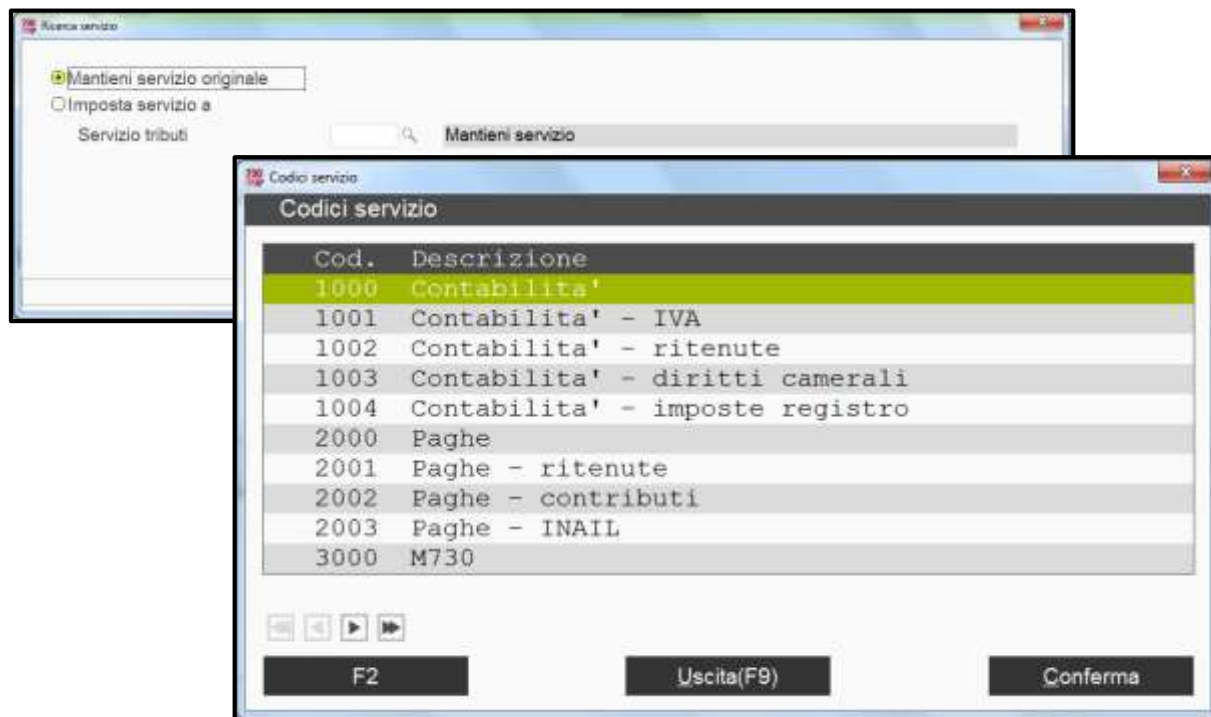 Ricerca servizio
Mantieni servizio originale
Imposta servizio a
Servizio tributi Mantieni servizio
Codici servizio
Codici servizio
Cod. Descrizione
1000 Contabilita'
1001 Contabilita' - IVA
1002 Contabilita' - ritenute
1003 Contabilita' - diritti camerali
1004 Contabilita' - imposte registro
2000 Paghe
2001 Paghe - ritenute
2002 Paghe - contributi
2003 Paghe - INAIL
3000 M730
F2 Uscita(F9) Conferma